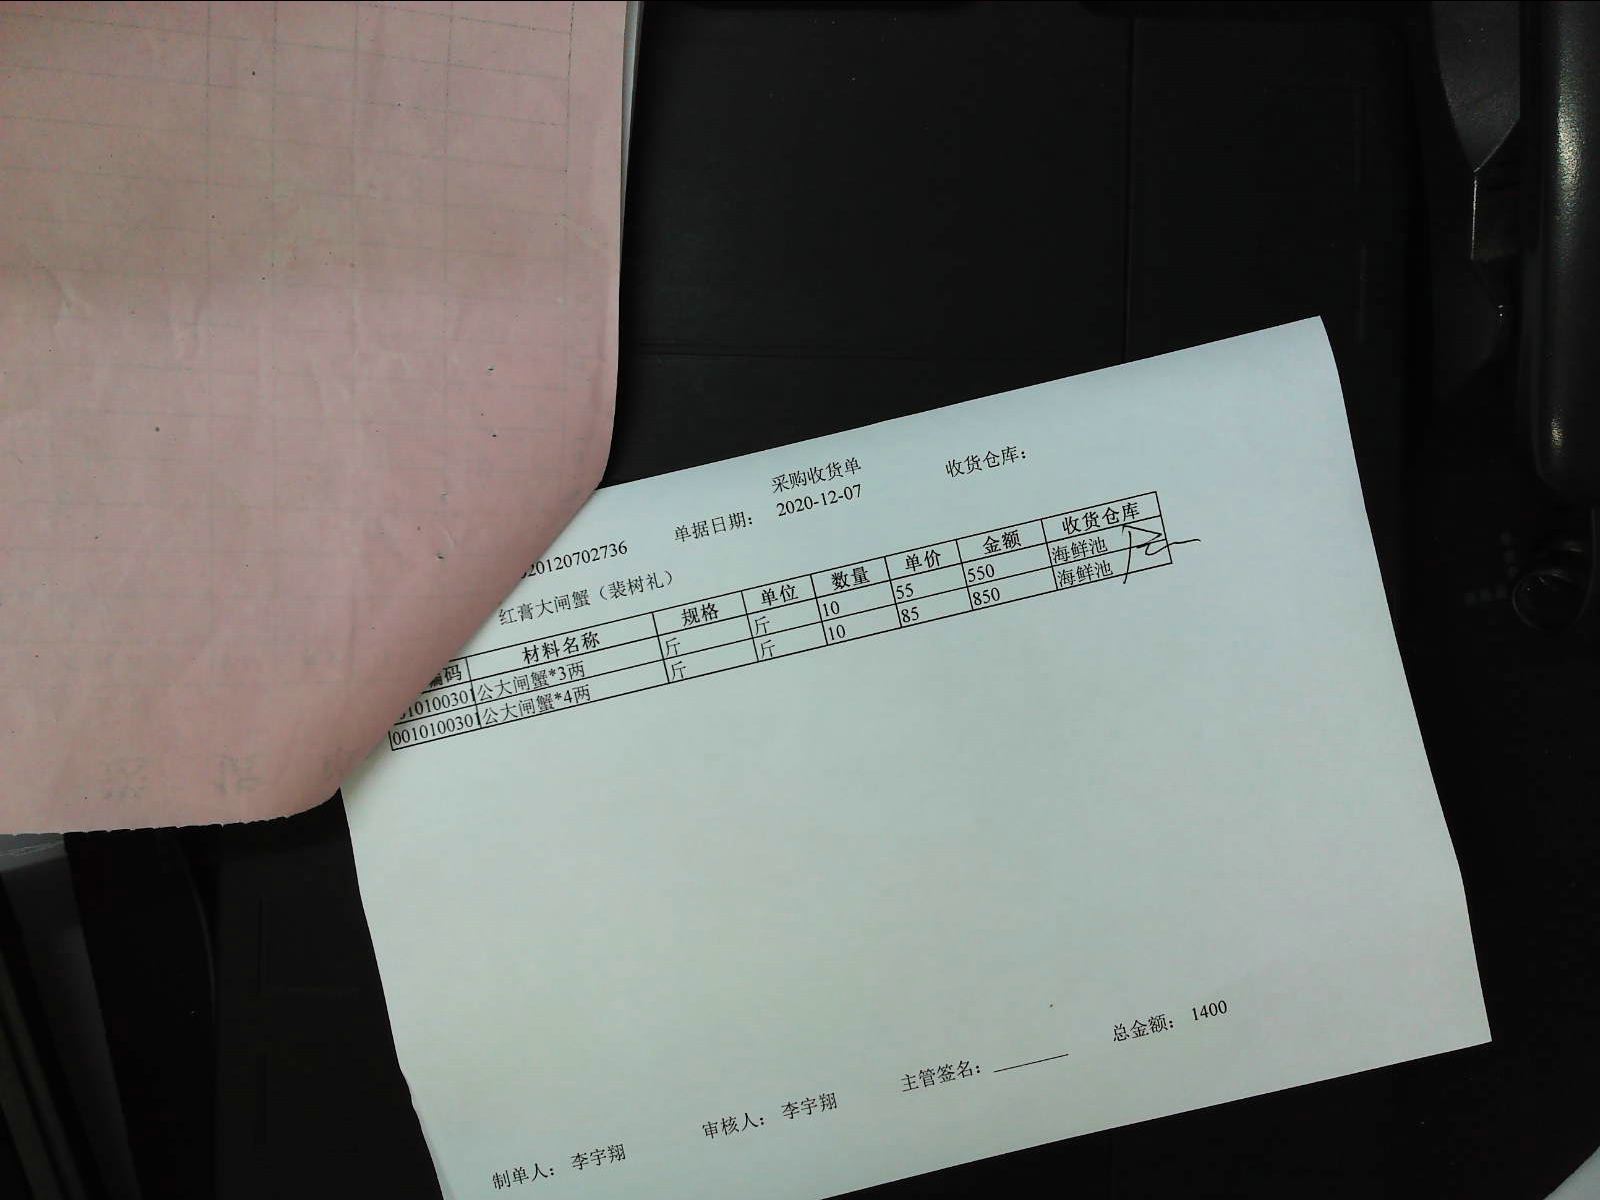 采购收货单
收货仓库：
20120702736 单据日期： 2020-12-07
红膏大闸蟹（裴树礼）
编码 材料名称 规格 单位 数量 单价 金额 收货仓库
10100301 公大闸蟹*3两 斤 斤 10 55 550 海鲜池
0010100301 公大闸蟹*4两 斤 斤 10 85 850 海鲜池
制单人： 李宇翔 审核人： 李宇翔 主管签名： 总金额： 1400